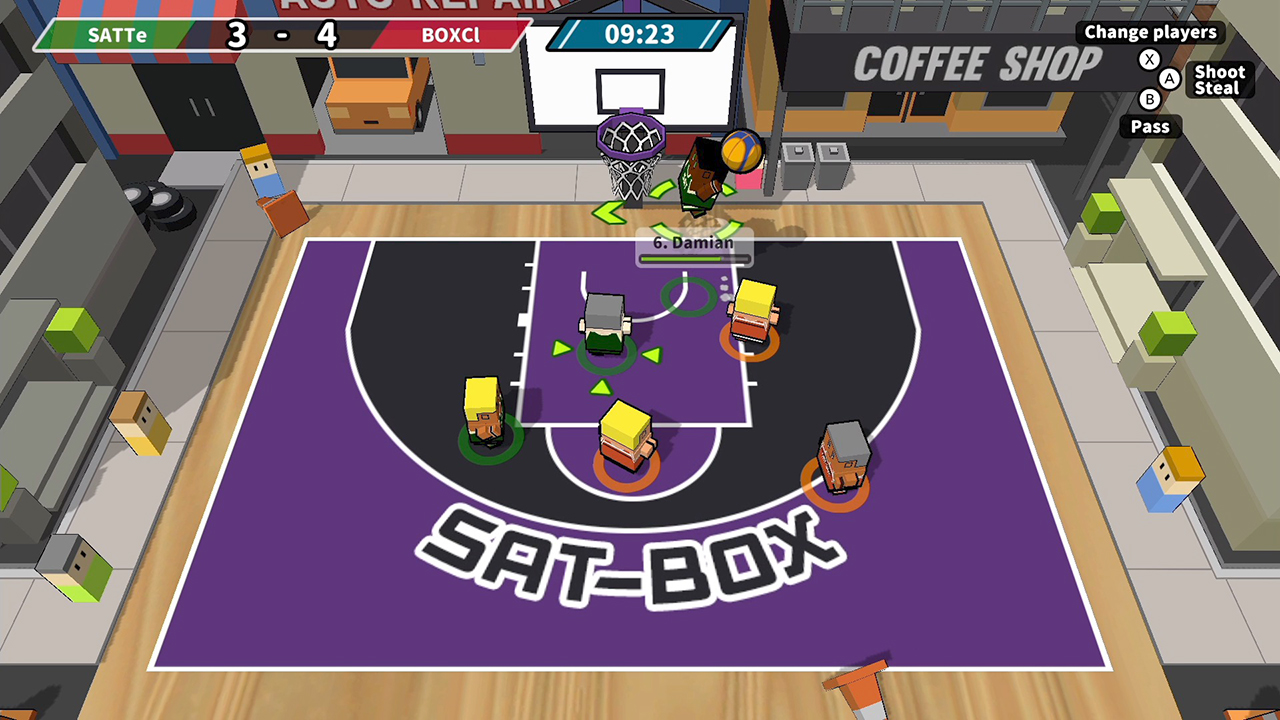 AUTO REPAIR
SATTe
3 - 4
BOXCl
09:23
COFFEE SHOP
Change players
X
A
Shoot
Steal
B
Pass
6. Damian
SAT-BOX